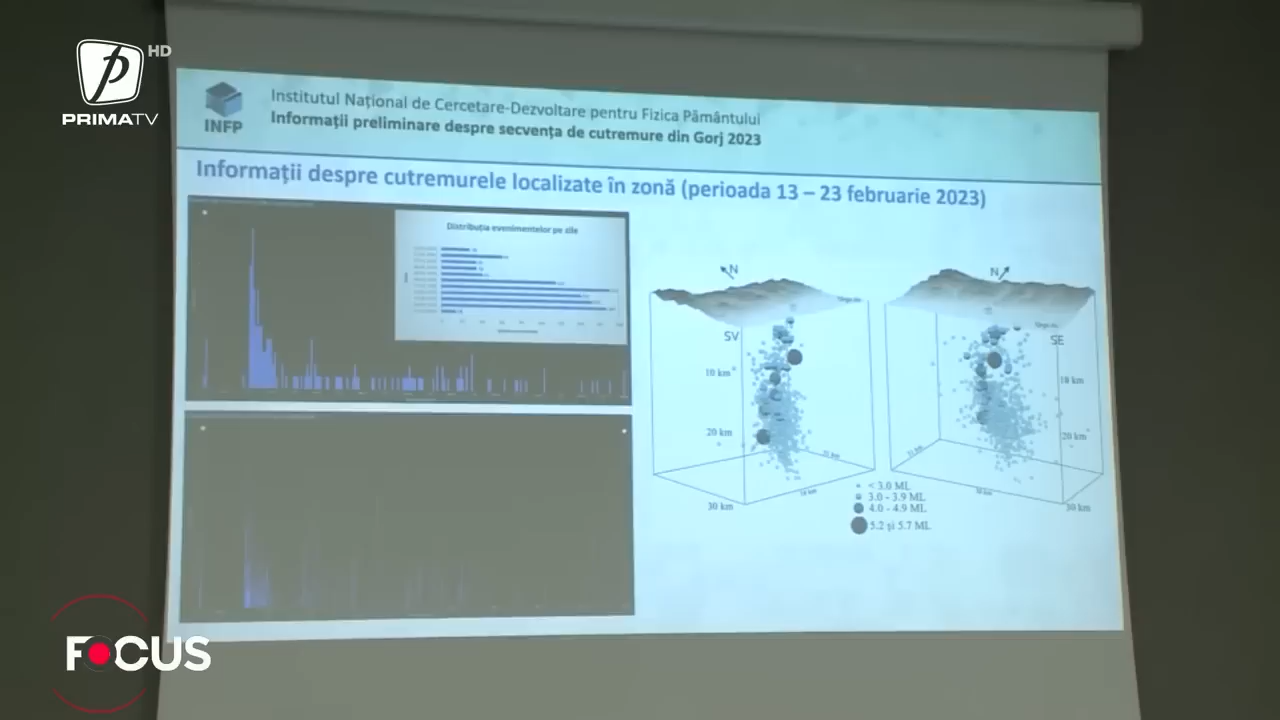 HD
PRIMATV
INFP
Institutul Național de Cercetare-Dezvoltare pentru Fizica Pământului
Informații preliminare despre secvența de cutremure din Gorj 2023
Informații despre cutremurele localizate în zonă (perioada 13 – 23 februarie 2023)
Distribuția evenimentelor pe zile
N
N
SV
SE
10 km
10 km
20 km
20 km
30 km
30 km
< 3.0 ML
3.0 - 3.9 ML
4.0 - 4.9 ML
5.2 și 5.7 ML
FOCUS